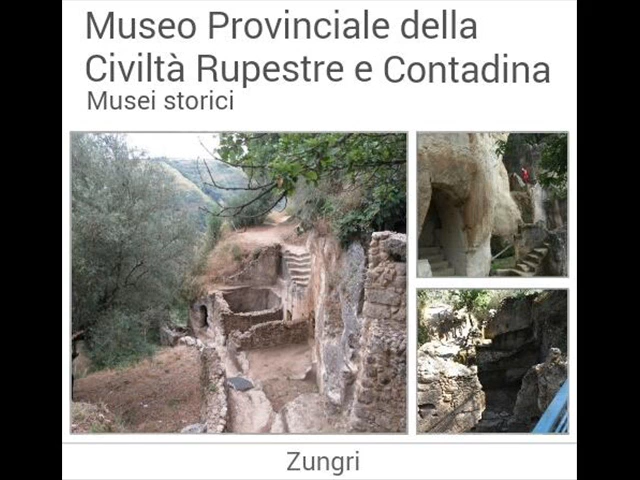 Museo Provinciale della
Civiltà Rupestre e Contadina
Musei storici
Zungri